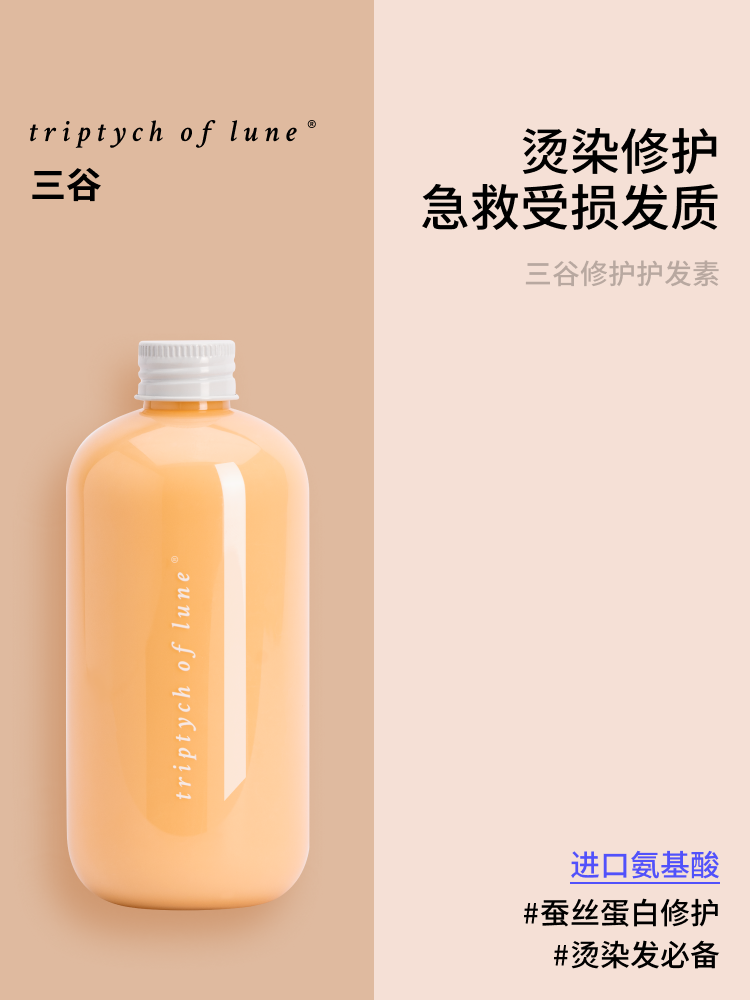 triptych of lune®
三谷
烫染修护
急救受损发质
三谷修护护发素
triptych of lune®
进口氨基酸
#蚕丝蛋白修护
#烫染发必备